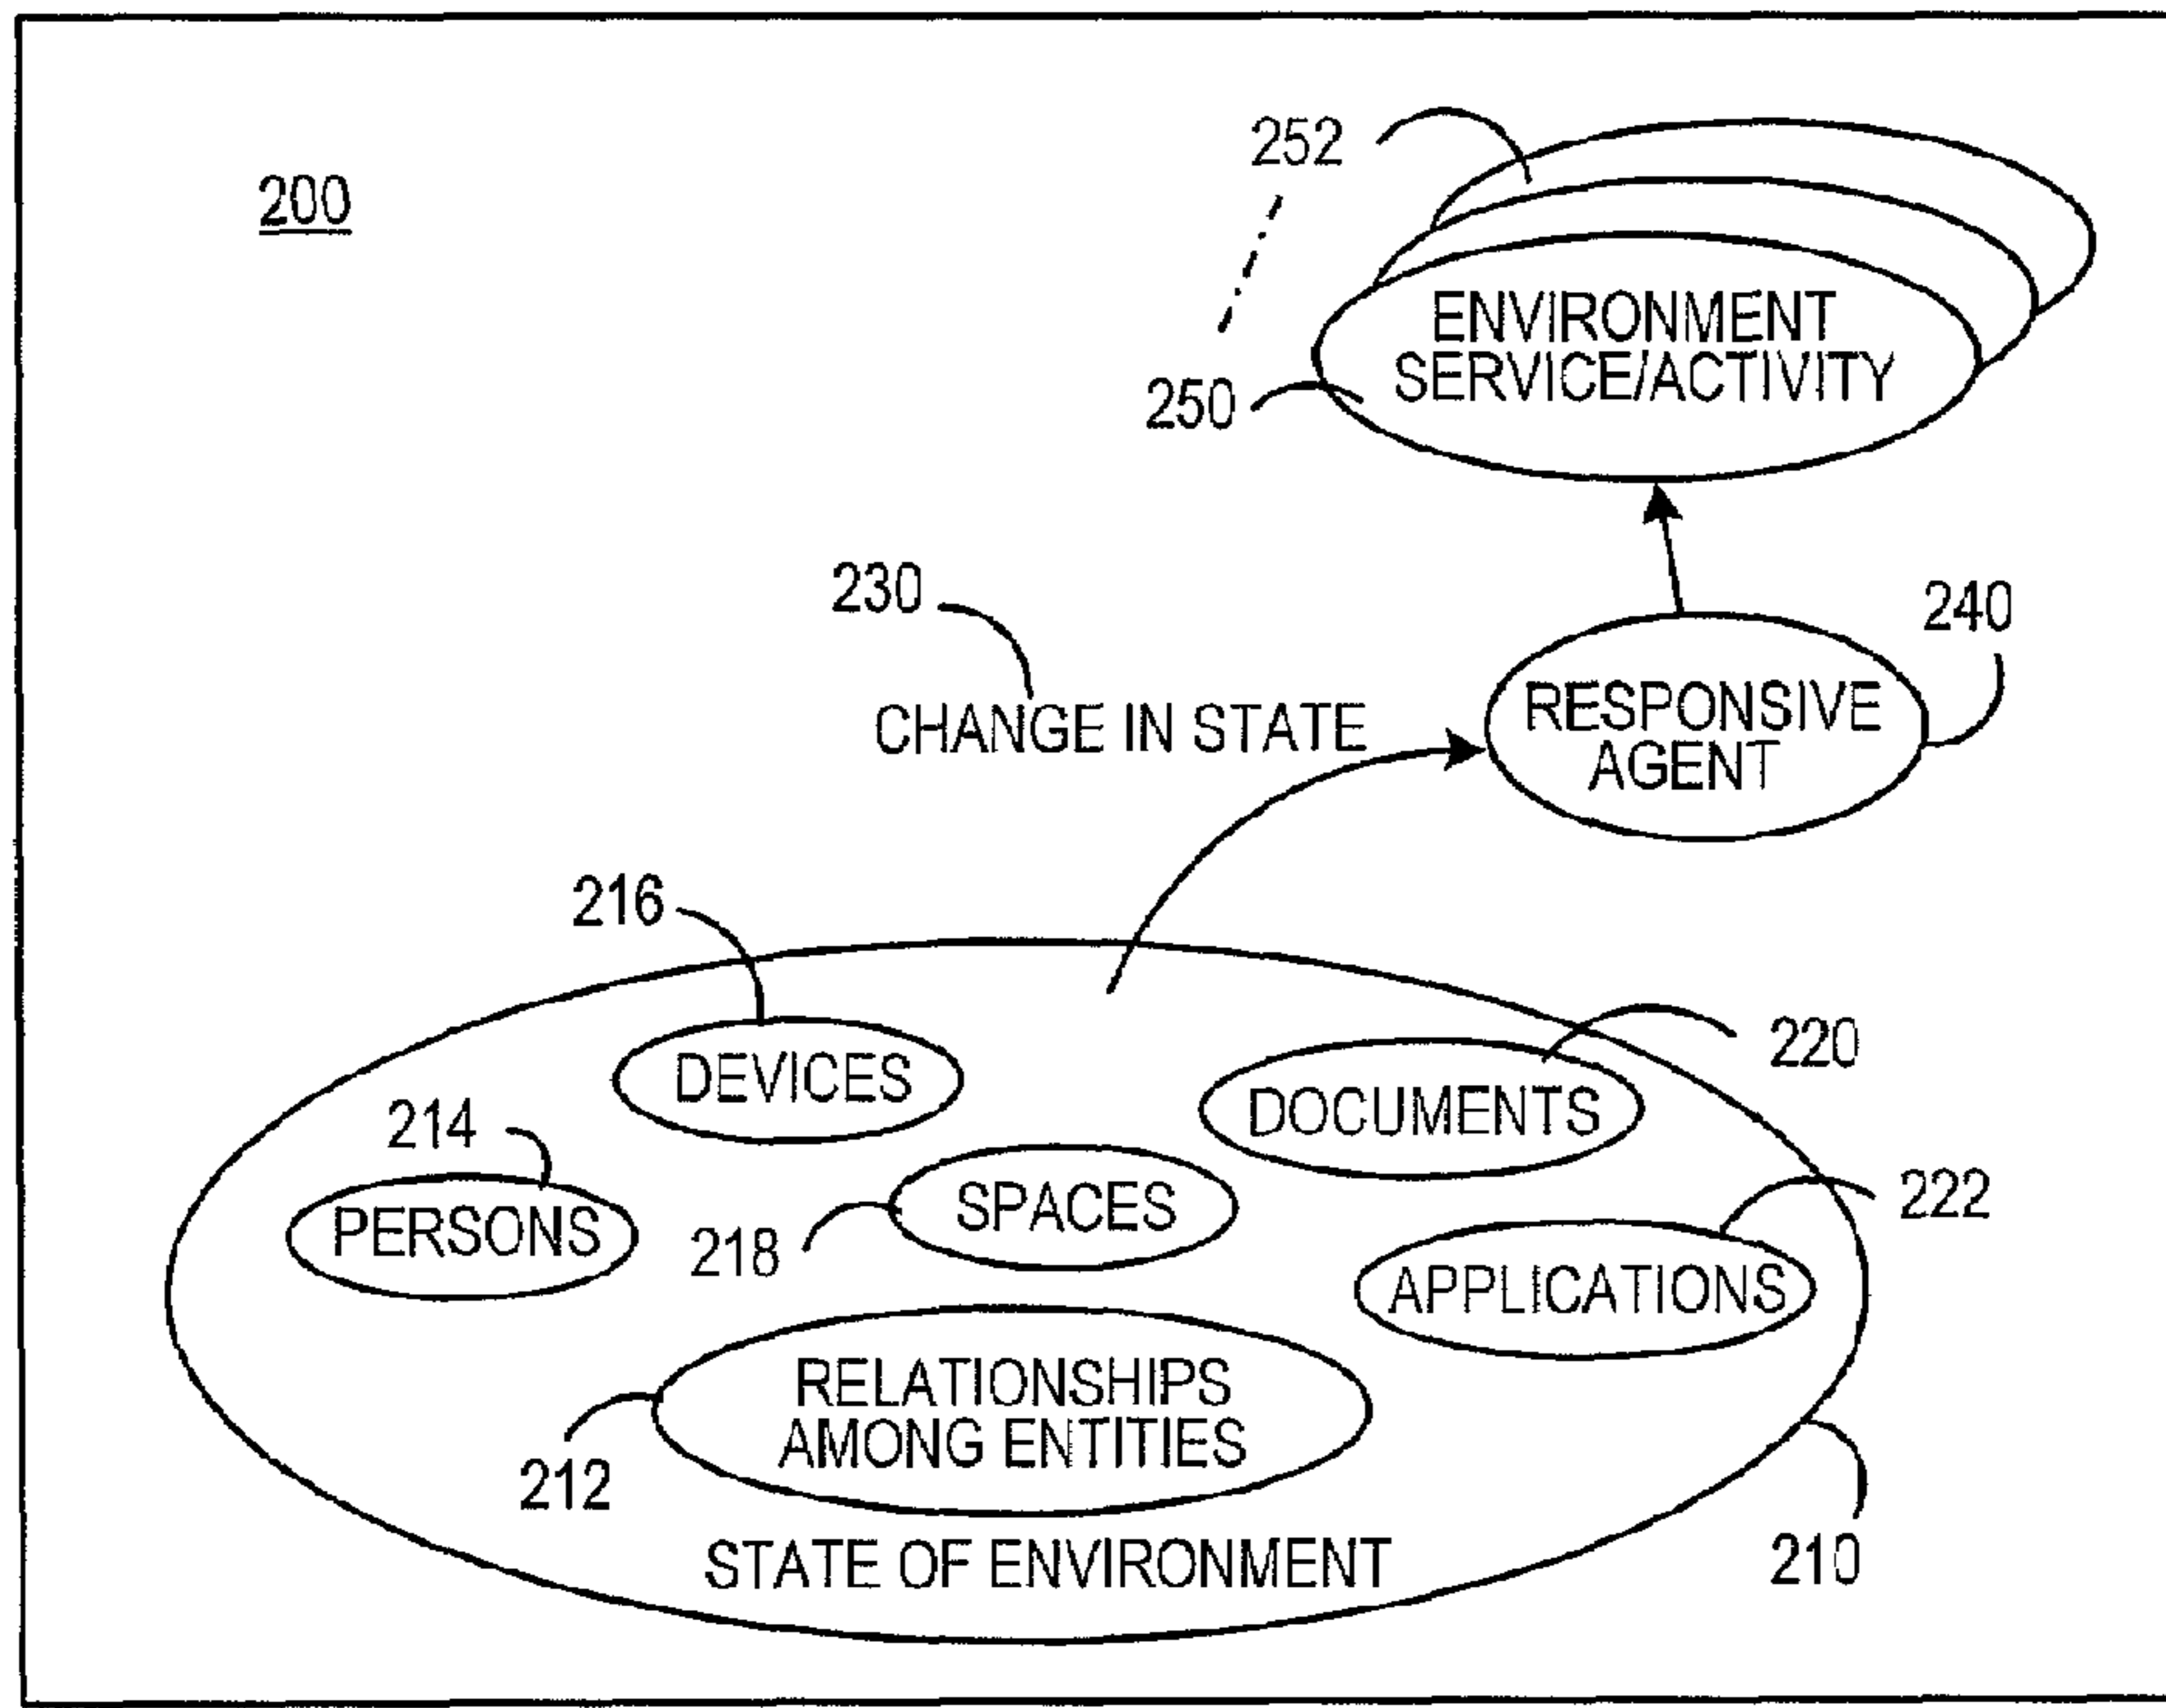 252
200
ENVIRONMENT
SERVICE/ACTIVITY
250
230
240
CHANGE IN STATE
RESPONSIVE
AGENT
216
220
DEVICES
DOCUMENTS
214
PERSONS
SPACES
222
218
APPLICATIONS
RELATIONSHIPS
AMONG ENTITIES
212
STATE OF ENVIRONMENT
210